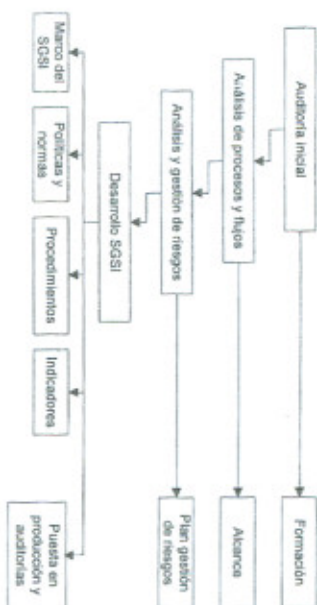 Auditoría inicial
Formación
Análisis de procesos y flujos
Alcance
Análisis y gestión de riesgos
Plan gestión
de riesgos
Desarrollo SGSI
Marco del
SGSI
Políticas y
normas
Procedimientos
Indicadores
Puesta en
producción y
auditorías